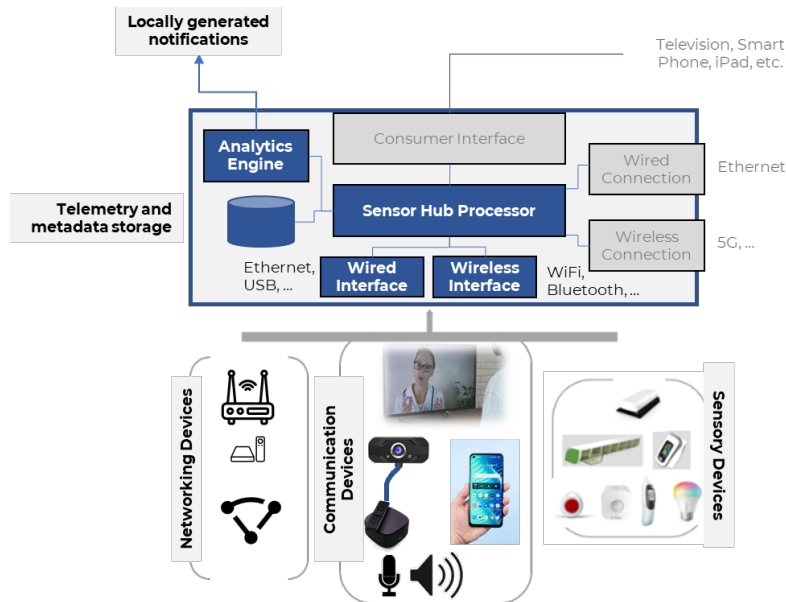 Locally generated
notifications
Television, Smart
Phone, iPad, etc.
Consumer Interface
Analytics
Engine
Wired
Connection
Ethernet
Telemetry and
metadata storage
Sensor Hub Processor
Wireless
Connection
5G, ...
Ethernet,
USB, ...
Wired
Interface
Wireless
Interface
WiFi,
Bluetooth, ...
Networking Devices
Communication
Devices
Sensory Devices